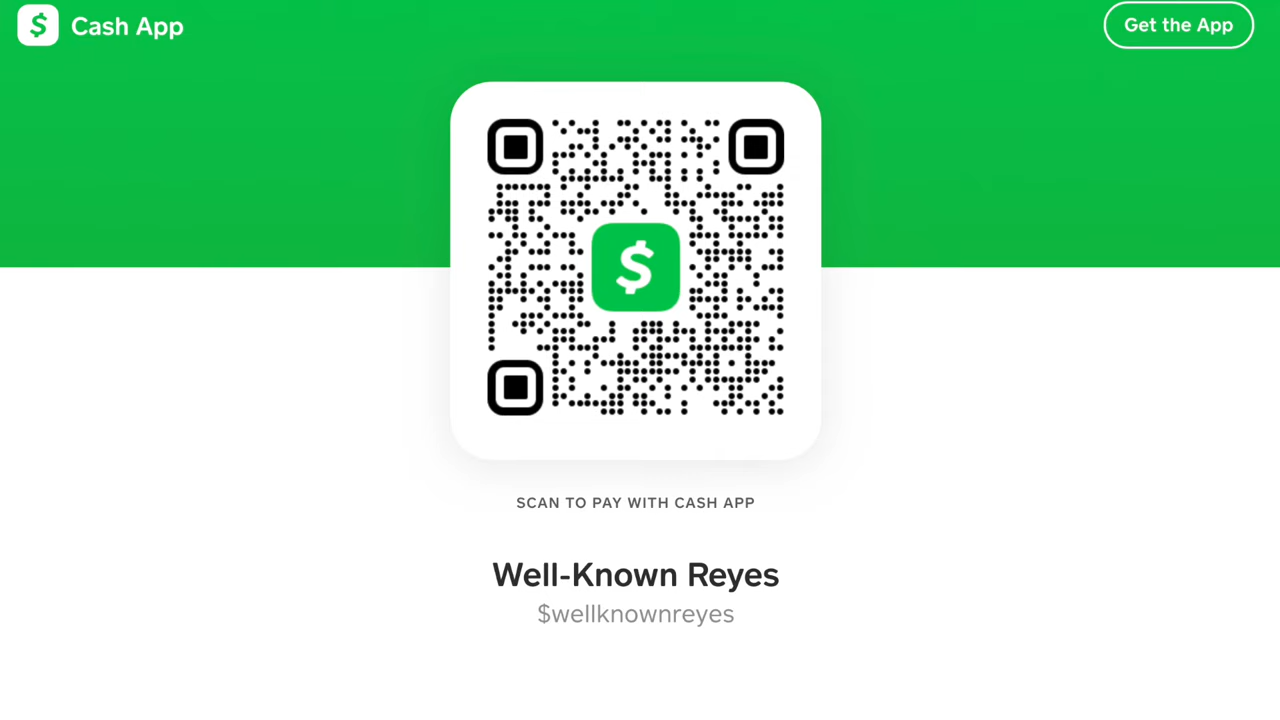 $ Cash App
Get the App
$
SCAN TO PAY WITH CASH APP
Well-Known Reyes
$wellknownreyes